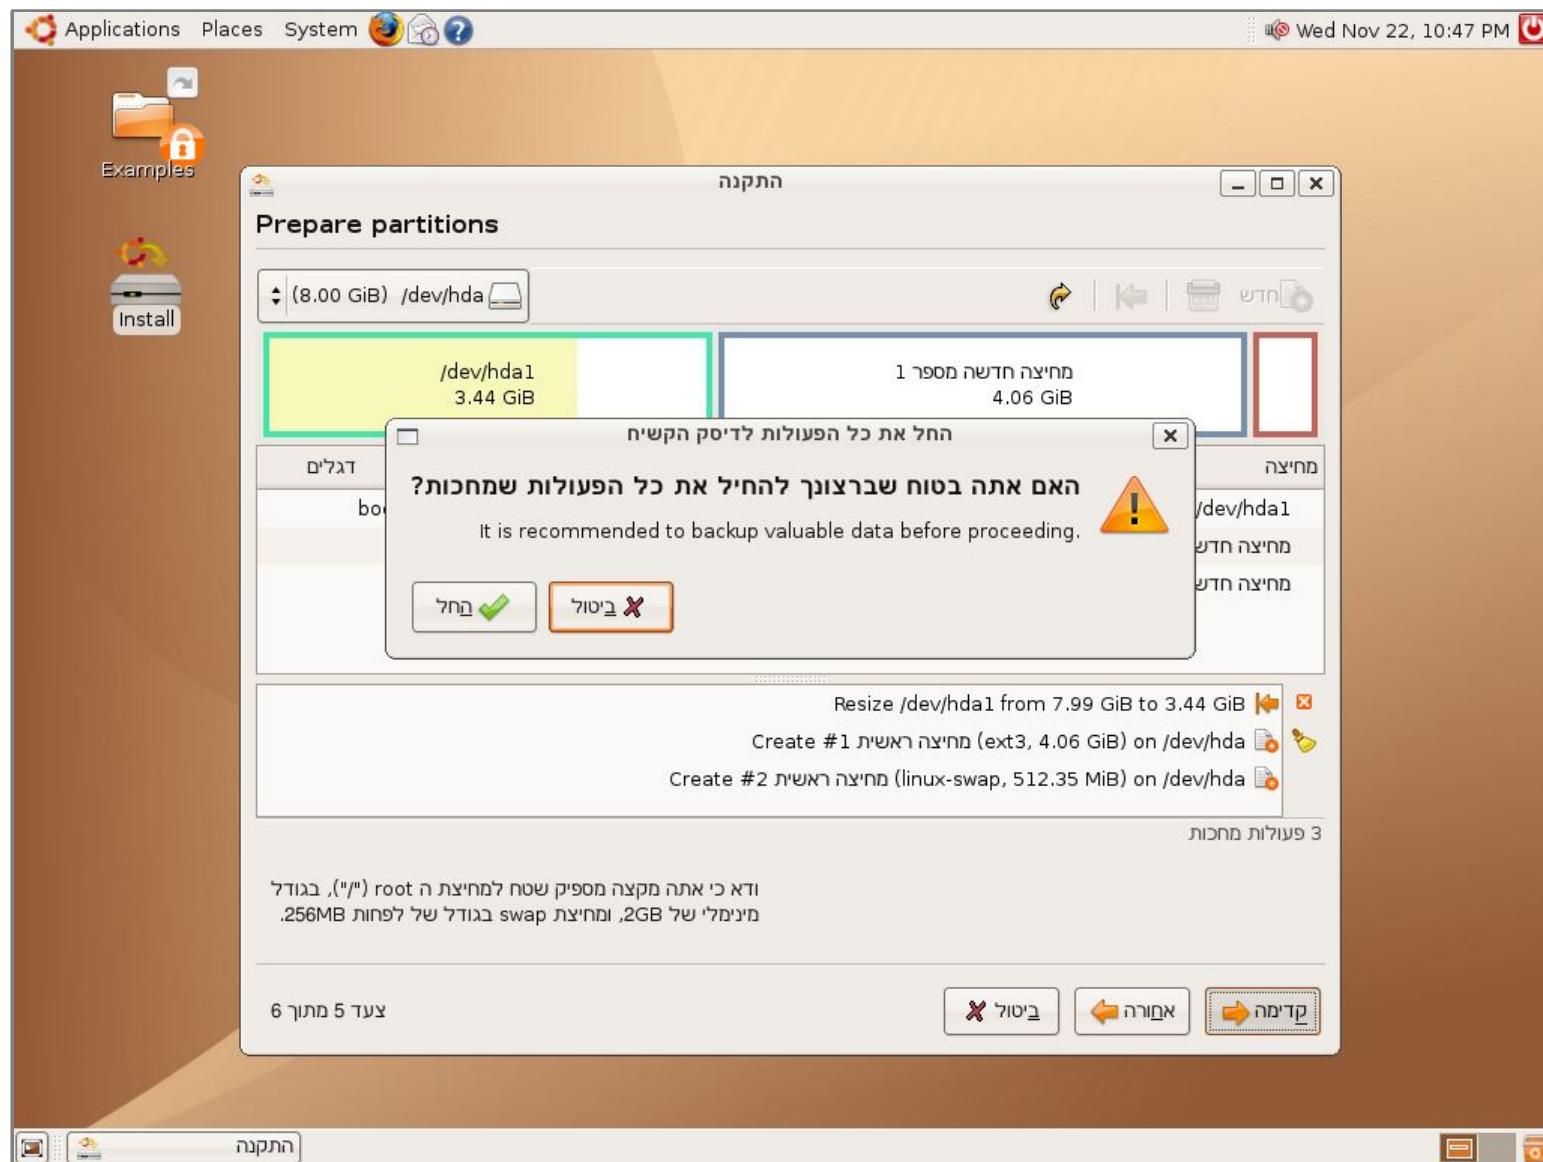 Applications Places System
Wed Nov 22, 10:47 PM
Examples
Install
התקנה
Prepare partitions
(8.00 GiB) /dev/hda
חדש
/dev/hda1
3.44 GiB
מחיצה חדשה מספר 1
4.06 GiB
החל את כל הפעולות לדיסק הקשיח
מחיצה
דגלים
האם אתה בטוח שברצונך להחיל את כל הפעולות שמחכות?
It is recommended to backup valuable data before proceeding.
/dev/hda1
מחיצה
מחיצה
ביטול
החל
Resize /dev/hda1 from 7.99 GiB to 3.44 GiB
Create #1 מחיצה ראשית (ext3, 4.06 GiB) on /dev/hda
Create #2 מחיצה ראשית (linux-swap, 512.35 MiB) on /dev/hda
3 פעולות מחכות
ודא כי אתה מקצה מספיק שטח למחיצת ה root ("/"), בגודל
מינימלי של 2GB, ומחיצת swap בגודל של לפחות 256MB.
צעד 5 מתוך 6
קדימה
אחורה
ביטול
התקנה